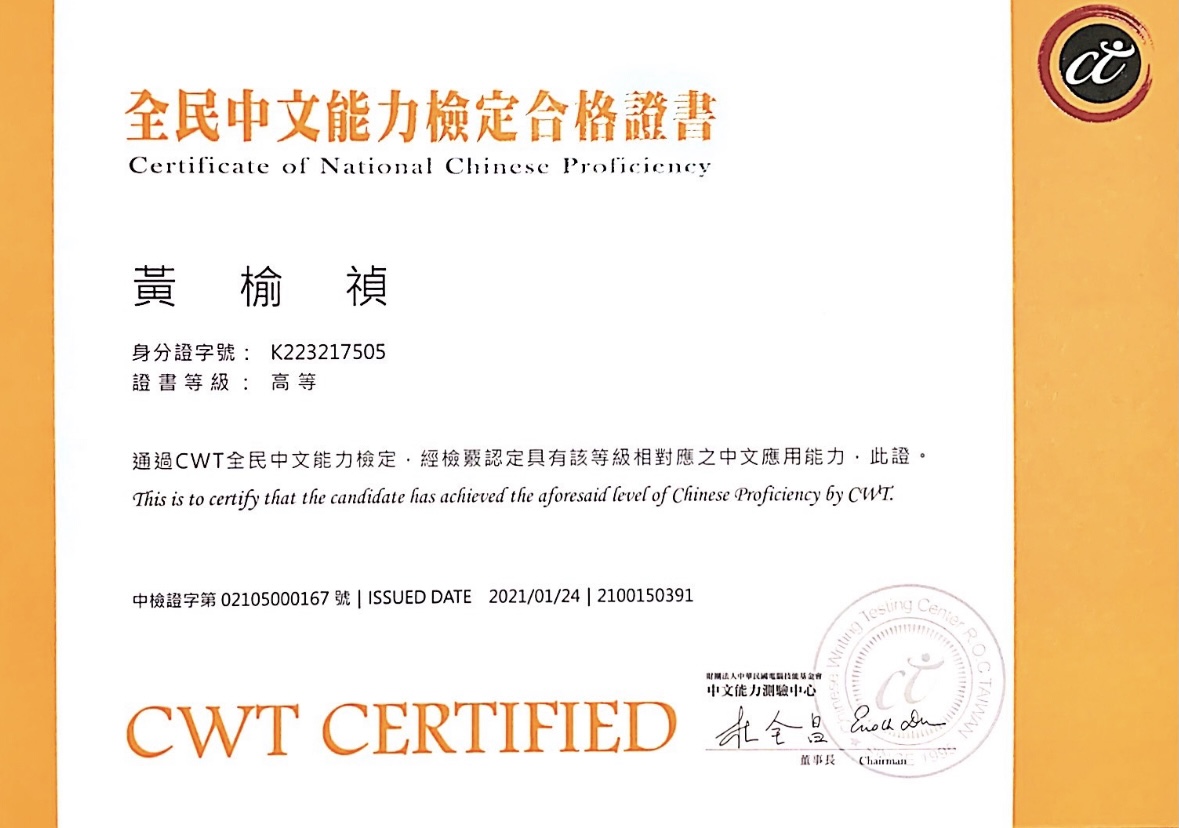 全民中文能力檢定合格證書
Certificate of National Chinese Proficiency
黃 榆 禎
身分證字號： K223217505
證書等級： 高等
通過CWT全民中文能力檢定，經檢覈認定具有該等級相對應之中文應用能力，此證。
This is to certify that the candidate has achieved the aforesaid level of Chinese Proficiency by CWT.
中檢證字第 02105000167 號 | ISSUED DATE 2021/01/24 | 2100150391
CWT CERTIFIED
財團法人中華民國電腦技能基金會
中文能力測驗中心
董事長 Chairman
Chinese Writing Testing Center R.O.C TAIWAN
ct